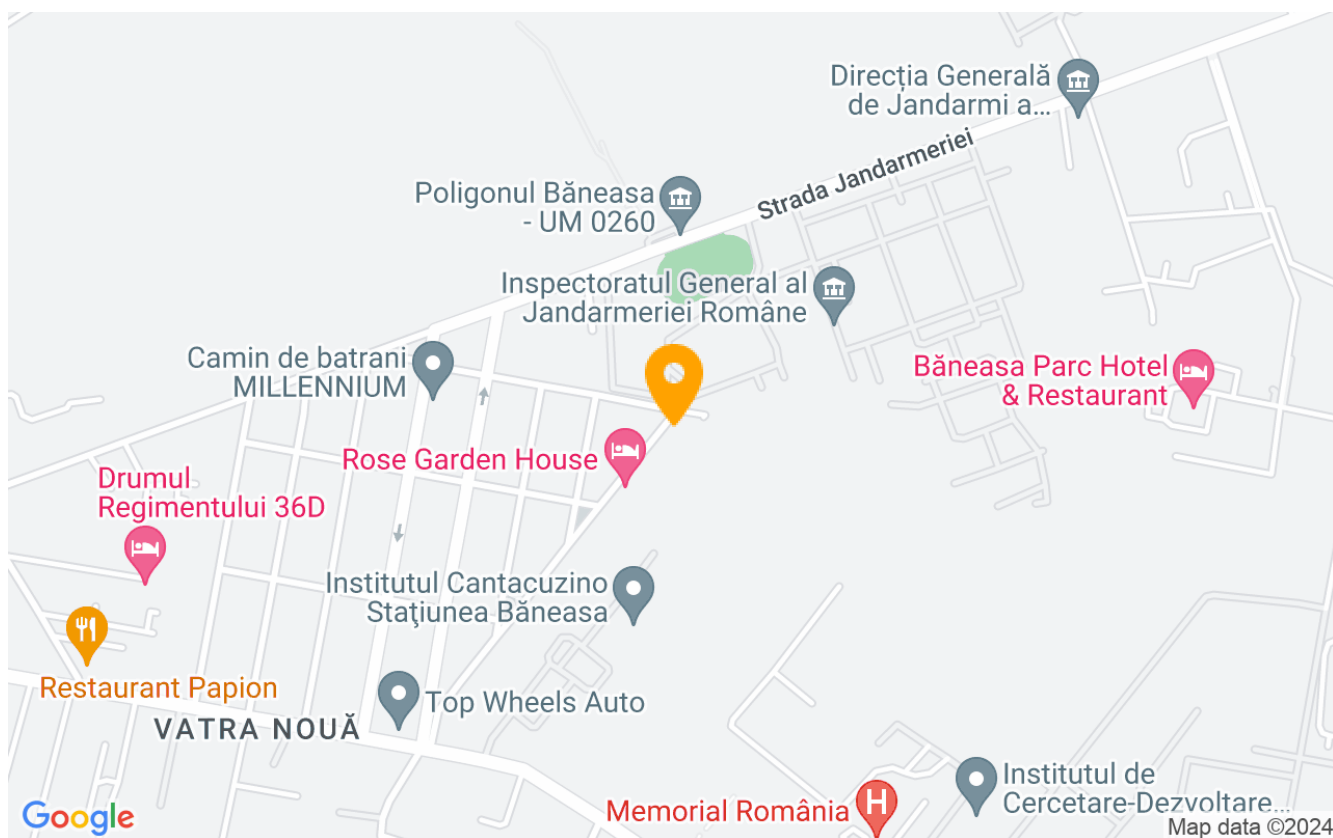 Direcția Generală
de Jandarmi a...
Strada Jandarmeriei
Poligonul Băneasa
- UM 0260
Inspectoratul General al
Jandarmeriei Române
Camin de batrani
MILLENNIUM
Băneasa Parc Hotel
& Restaurant
Rose Garden House
Drumul
Regimentului 36D
Institutul Cantacuzino
Stațiunea Băneasa
Restaurant Papion
Top Wheels Auto
VATRA NOUĂ
Institutul de
Cercetare-Dezvoltare...
Memorial România
H
Google
Map data ©2024